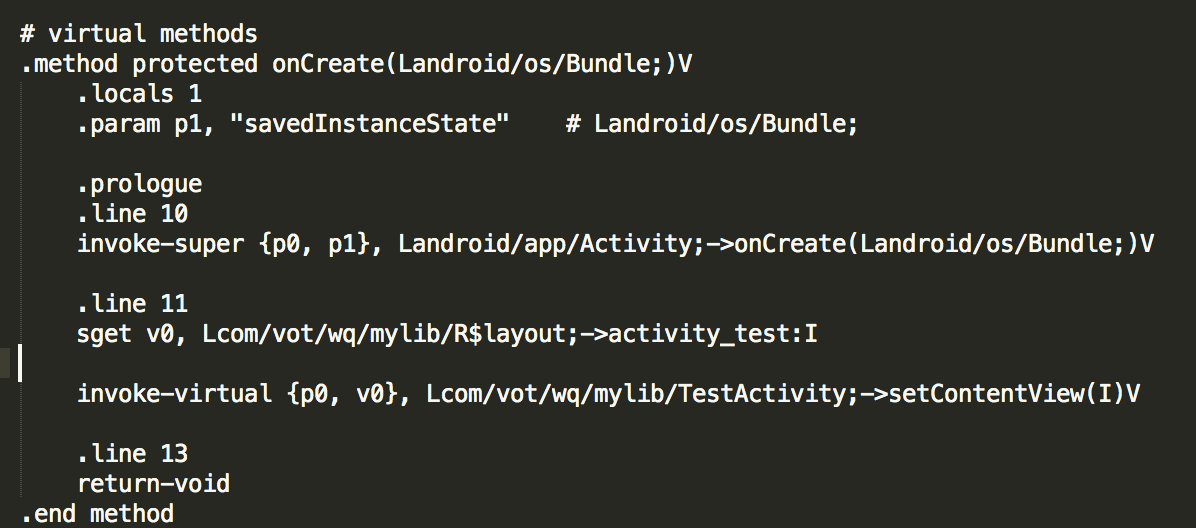 # virtual methods
.method protected onCreate(Landroid/os/Bundle;)V
    .locals 1
    .param p1, "savedInstanceState"    # Landroid/os/Bundle;
    .prologue
    .line 10
    invoke-super {p0, p1}, Landroid/app/Activity;->onCreate(Landroid/os/Bundle;)V
    .line 11
    sget v0, Lcom/vot/wq/mylib/R$layout;->activity_test:I
    invoke-virtual {p0, v0}, Lcom/vot/wq/mylib/TestActivity;->setContentView(I)V
    .line 13
    return-void
.end method